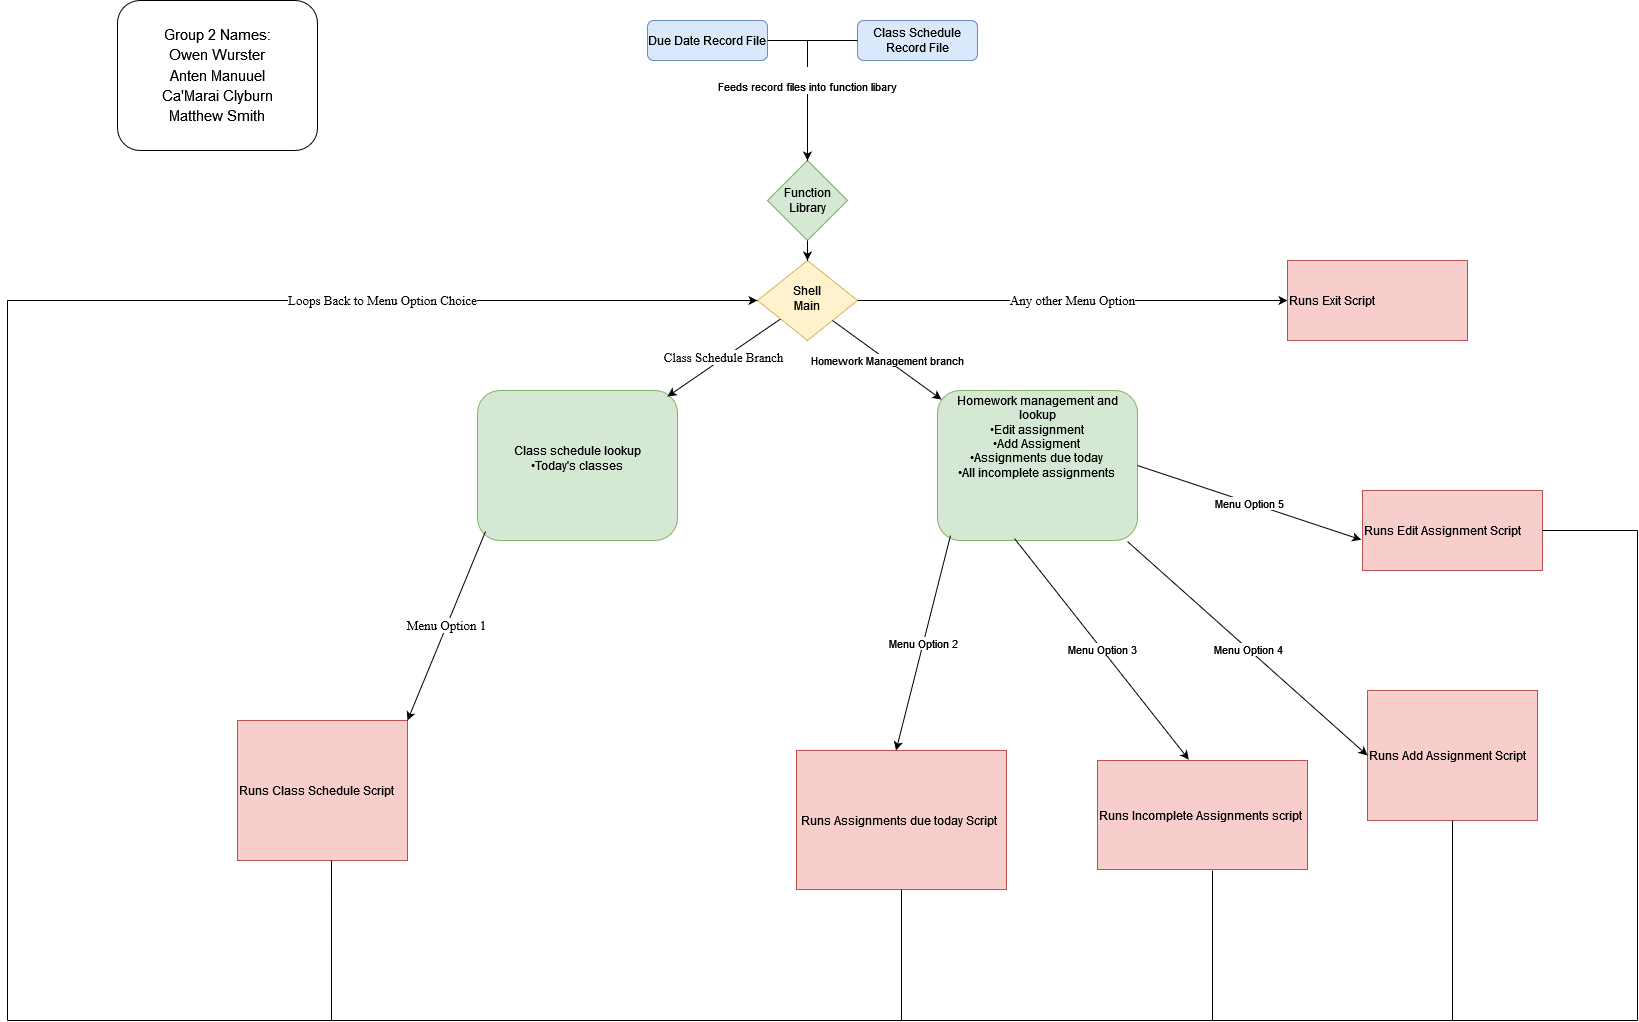 Group 2 Names:
Owen Wurster
Anten Manuuel
Ca'Marai Clyburn
Matthew Smith
Due Date Record File
Class Schedule
Record File
Feeds record files into function libary
Function
Library
Shell
Main
Loops Back to Menu Option Choice
Any other Menu Option
Runs Exit Script
Class Schedule Branch
Homework Management branch
Class schedule lookup
•Today's classes
Homework management and
lookup
•Edit assignment
•Add Assigment
•Assignments due today
•All incomplete assignments
Menu Option 5
Runs Edit Assignment Script
Menu Option 1
Menu Option 2
Menu Option 3
Menu Option 4
Runs Class Schedule Script
Runs Assignments due today Script
Runs Incomplete Assignments script
Runs Add Assignment Script